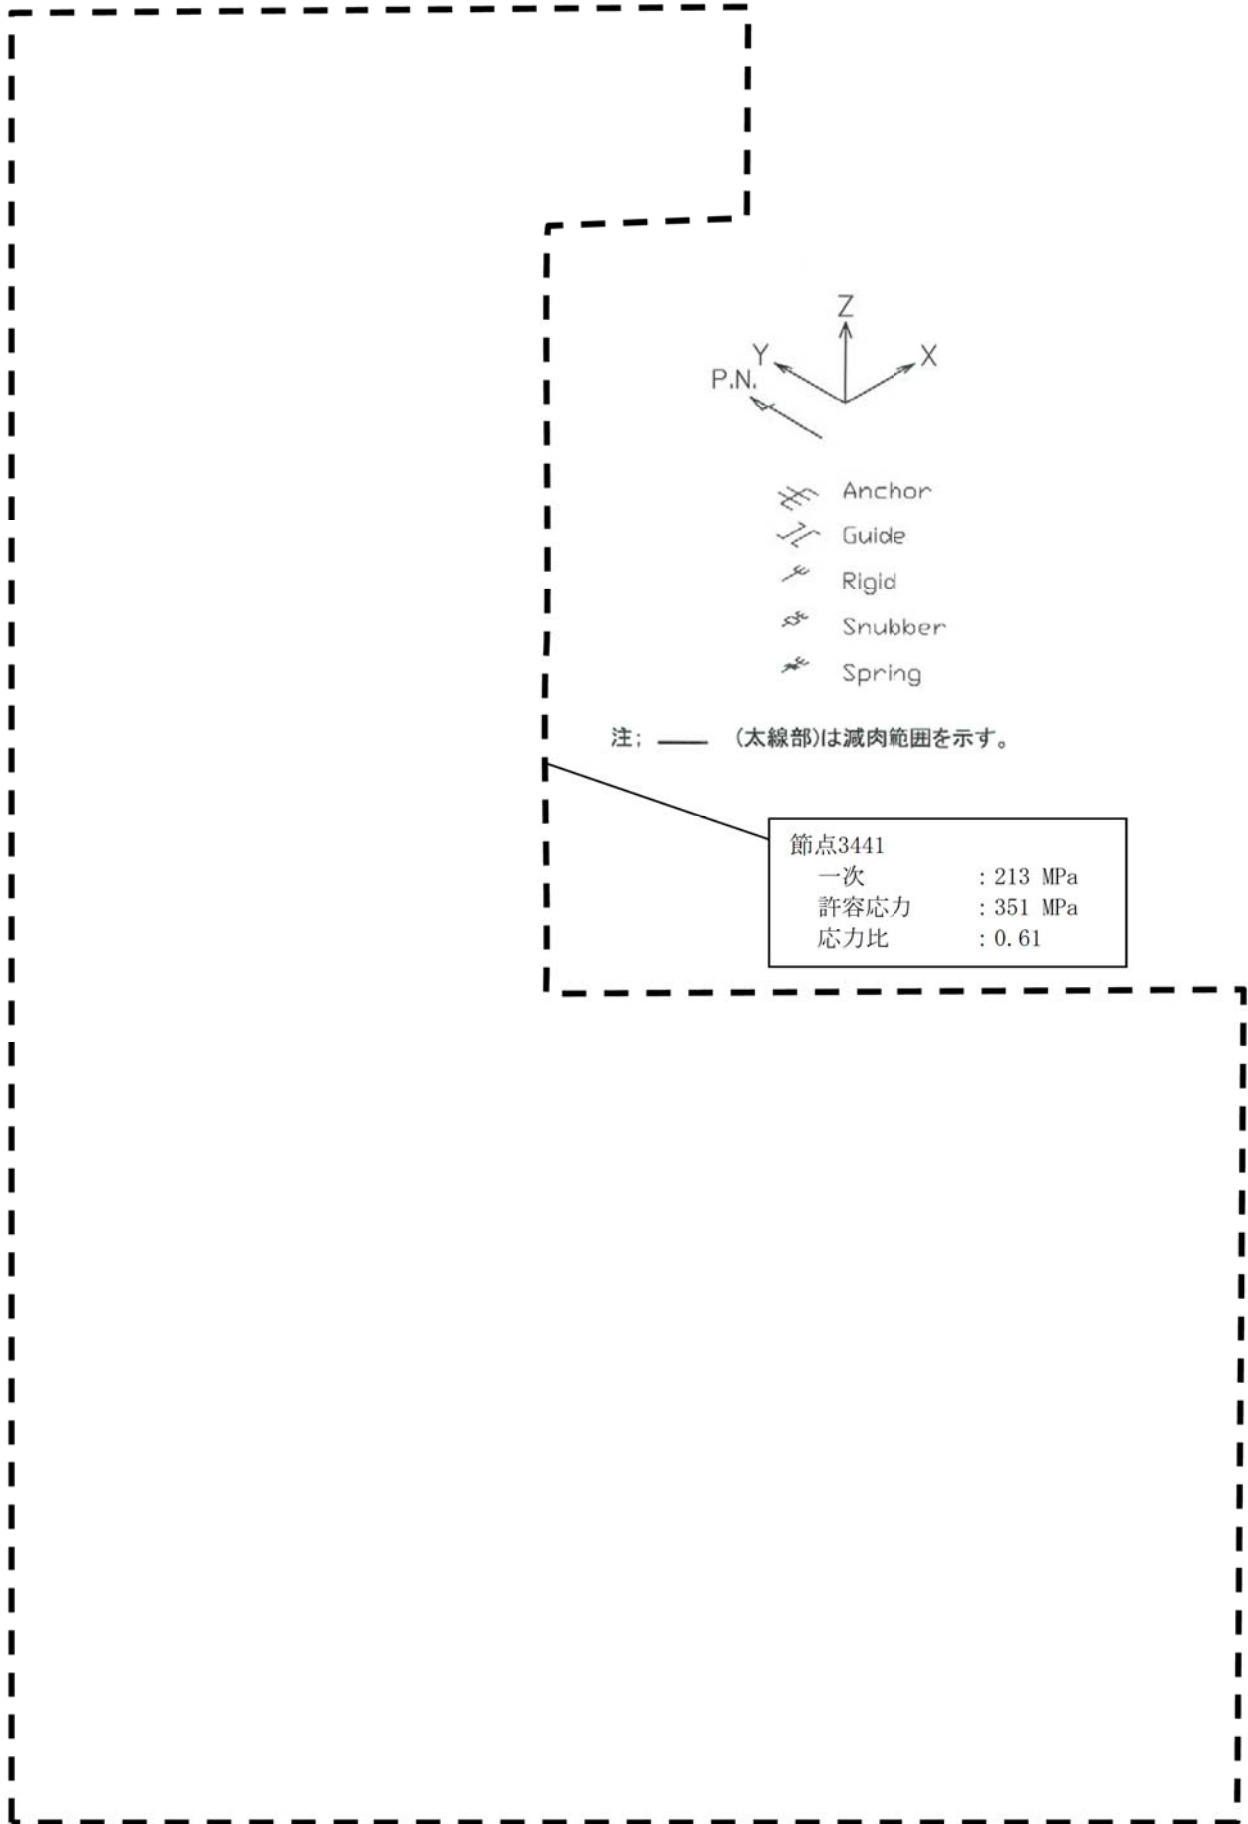 Z
Y
X
P.N.
Anchor
Guide
Rigid
Snubber
Spring
注; —— (太線部)は減肉範囲を示す。
節点3441
一次 : 213 MPa
許容応力 : 351 MPa
応力比 : 0.61